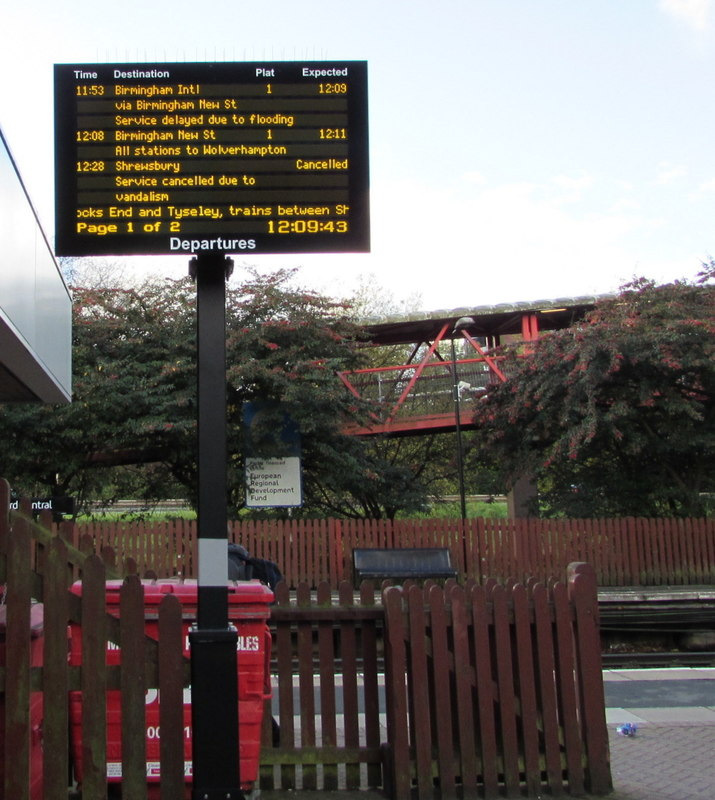 Time Destination Plat Expected
11:53 Birmingham Intl 1 12:09
via Birmingham New St
Service delayed due to flooding
12:08 Birmingham New St 1 12:11
All stations to Wolverhampton
12:28 Shrewsbury Cancelled
Service cancelled due to
vandalism
ocks End and Tyseley, trains between Sh
Page 1 of 2 12:09:43
Departures
European
Regional
Development
Fund
rd Central